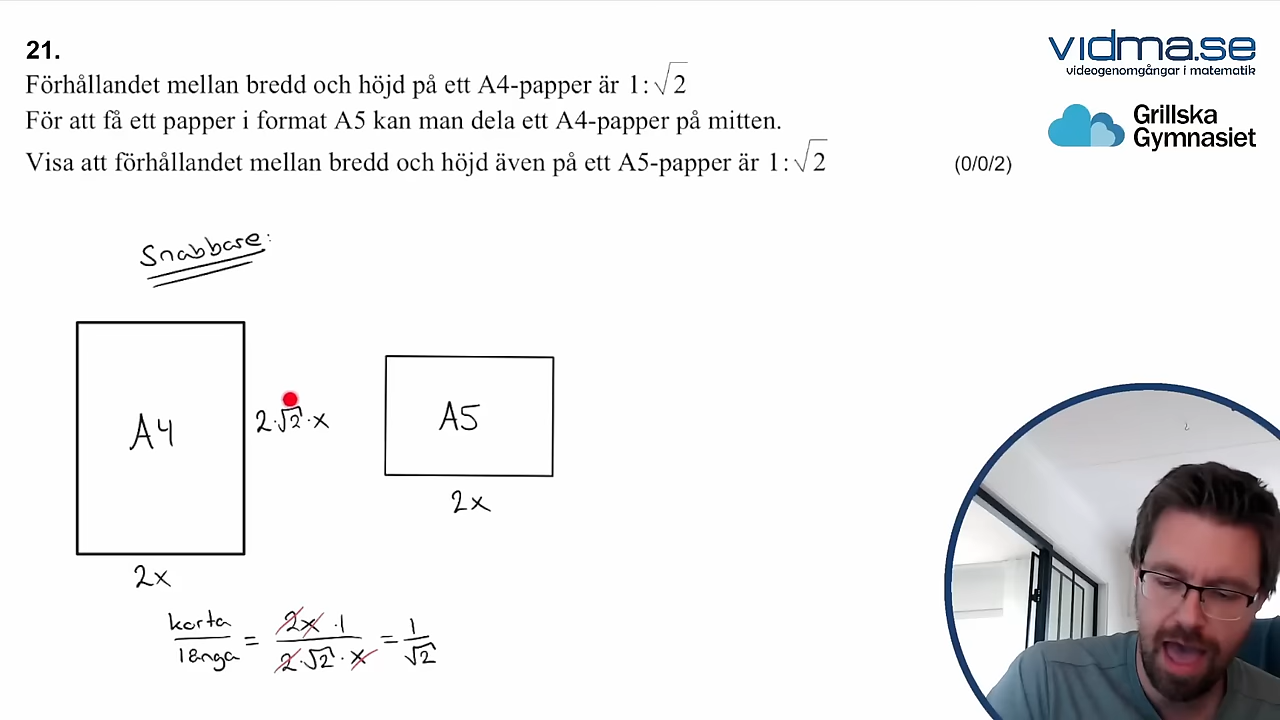 21.
Förhållandet mellan bredd och höjd på ett A4-papper är 1:√2
För att få ett papper i format A5 kan man dela ett A4-papper på mitten.
Visa att förhållandet mellan bredd och höjd även på ett A5-papper är 1:√2 (0/0/2)
vidma.se
videogenomgångar i matematik
Grillska
Gymnasiet
Snabbare:
A4
2·√2·x
2x
A5
2x
korta/långa = 2x·1/2·√2·x = 1/√2